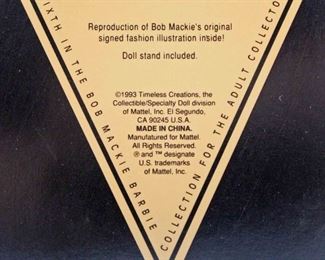 Reproduction of Bob Mackie's original
signed fashion illustration inside!
Doll stand included.
©1993 Timeless Creations, the
Collectible/Specialty Doll division
of Mattel, Inc. El Segundo,
CA 90245 U.S.A.
MADE IN CHINA.
Manufatured for Mattel.
All Rights Reserved.
® and ™ designate
U.S. trademarks
of Mattel, Inc.
IXTH IN THE BOB MACKIE BARBIE
COLLECTION FOR THE ADULT COLLECTO